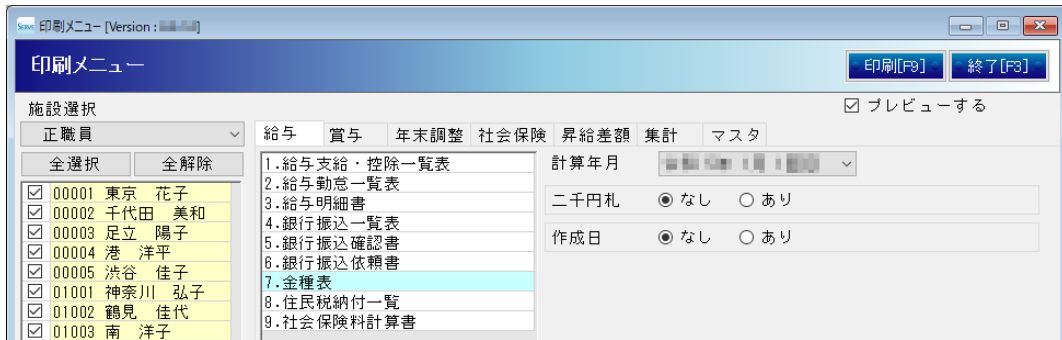 SERVE 印刷メニュー [Version : ]
印刷メニュー
印刷[F9] 終了[F3]
施設選択
プレビューする
正職員
給与 賞与 年末調整 社会保険 昇給差額 集計 マスタ
全選択 全解除
00001 東京 花子
00002 千代田 美和
00003 足立 陽子
00004 港 洋平
00005 渋谷 佳子
01001 神奈川 弘子
01002 鶴見 佳代
01003 南 洋子
1.給与支給・控除一覧表
2.給与勤怠一覧表
3.給与明細書
4.銀行振込一覧表
5.銀行振込確認書
6.銀行振込依頼書
7.金種表
8.住民税納付一覧
9.社会保険料計算書
計算年月
二千円札 なし あり
作成日 なし あり